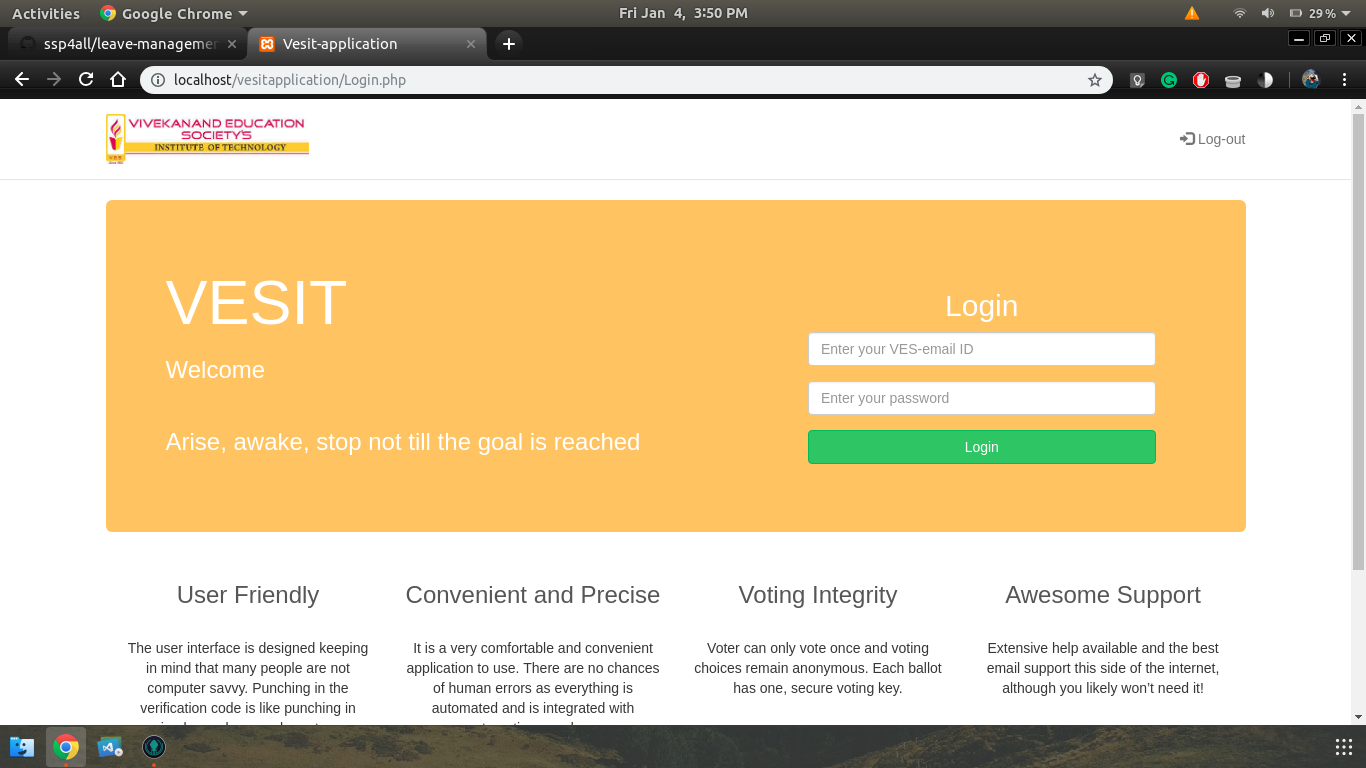 Activities Google Chrome Fri Jan 4, 3:50 PM 29 %
ssp4all/leave-managemen Vesit-application
localhost/vesitapplication/Login.php
VIVEKANAND EDUCATION
SOCIETY'S
INSTITUTE OF TECHNOLOGY
Log-out
VESIT
Welcome
Arise, awake, stop not till the goal is reached
Login
Enter your VES-email ID
Enter your password
Login
User Friendly
The user interface is designed keeping
in mind that many people are not
computer savvy. Punching in the
verification code is like punching in
Convenient and Precise
It is a very comfortable and convenient
application to use. There are no chances
of human errors as everything is
automated and is integrated with
Voting Integrity
Voter can only vote once and voting
choices remain anonymous. Each ballot
has one, secure voting key.
Awesome Support
Extensive help available and the best
email support this side of the internet,
although you likely won’t need it!